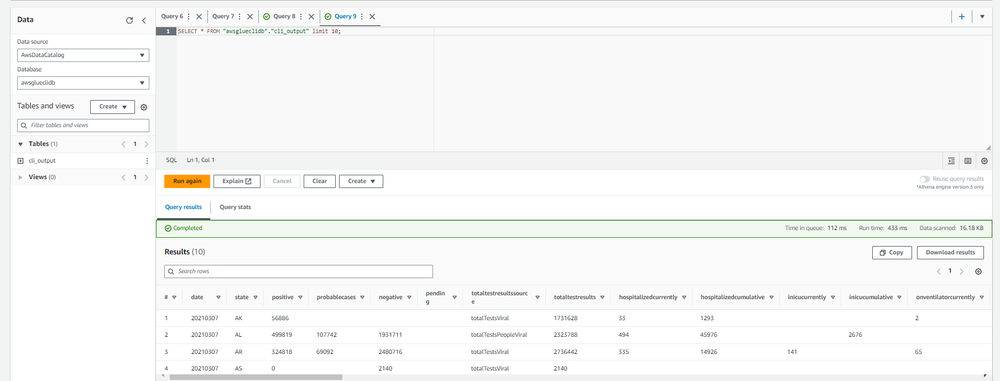 Data
Data source
AwsDataCatalog
Database
awsglueclidb
Tables and views
Create
Filter tables and views
Tables (1)
1
cli_output
Views (0)
1
Query 6
Query 7
Query 8
Query 9
1
SELECT * FROM "awsglueclidb"."cli_output" limit 10;
SQL Ln 1, Col 1
Run again
Explain
Cancel
Clear
Create
Reuse query results
*Athena engine version 3 only
Query results
Query stats
Completed
Time in queue: 112 ms Run time: 433 ms Data scanned: 16.18 KB
Results (10)
Copy
Download results
Search rows
1
# date state positive probablecases negative pendin
g totaltestresultssourc
e totaltestresults hospitalizedcurrently hospitalizedcumulative inicucurrently inicucumulative onventilatorcurrently
1 20210307 AK 56886 totalTestsViral 1731628 33 1293 2
2 20210307 AL 499819 107742 1931711 totalTestsPeopleViral 2323788 494 45976 2676
3 20210307 AR 324818 69092 2480716 totalTestsViral 2736442 335 14926 141 65
4 20210307 AS 0 2140 totalTestsViral 2140